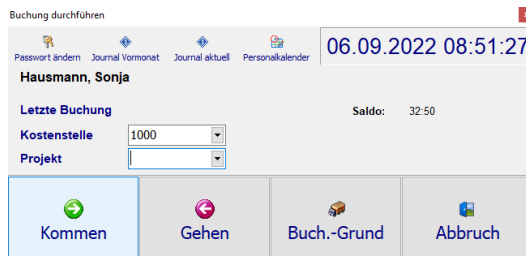 Buchung durchführen
Passwort ändern Journal Vormonat Journal aktuell Personalkalender 06.09.2022 08:51:27
Hausmann, Sonja
Letzte Buchung Saldo: 32:50
Kostenstelle 1000
Projekt
Kommen Gehen Buch.-Grund Abbruch